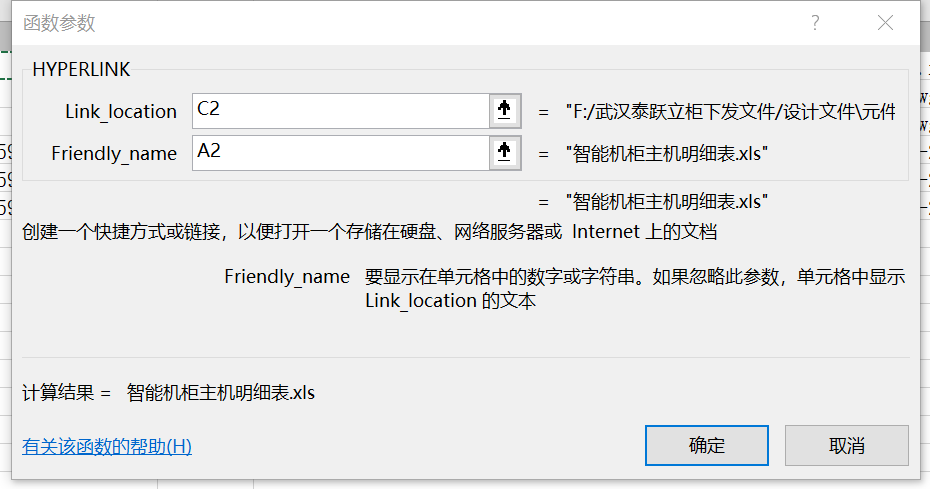 函数参数
HYPERLINK
Link_location C2 = "F:/武汉泰跃立柜下发文件/设计文件\元件
Friendly_name A2 = "智能机柜主机明细表.xls"
= "智能机柜主机明细表.xls"
创建一个快捷方式或链接，以便打开一个存储在硬盘、网络服务器或 Internet 上的文档
Friendly_name 要显示在单元格中的数字或字符串。如果忽略此参数，单元格中显示
Link_location 的文本
计算结果 = 智能机柜主机明细表.xls
有关该函数的帮助(H)
确定
取消